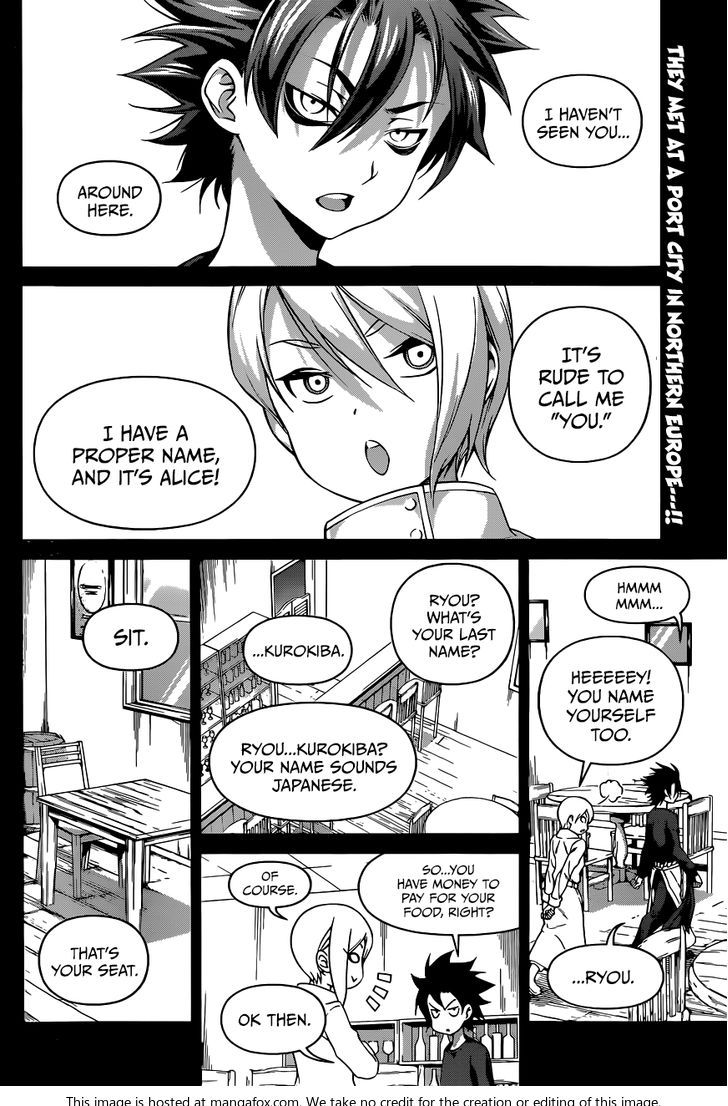 THEY MET AT A PORT CITY IN NORTHERN EUROPE---!!
I HAVEN'T
SEEN YOU...
AROUND
HERE.
IT'S
RUDE TO
CALL ME
"YOU."
I HAVE A
PROPER NAME,
AND IT'S ALICE!
HMMM
MMM...
HEEEEEY!
YOU NAME
YOURSELF
TOO.
...RYOU.
RYOU?
WHAT'S
YOUR LAST
NAME?
...KUROKIBA.
RYOU...KUROKIBA?
YOUR NAME SOUNDS
JAPANESE.
SO...YOU
HAVE MONEY TO
PAY FOR YOUR
FOOD, RIGHT?
OF
COURSE.
OK THEN.
SIT.
THAT'S
YOUR SEAT.
This image is hosted at mangafox.com. We take no credit for the creation or editing of this image.